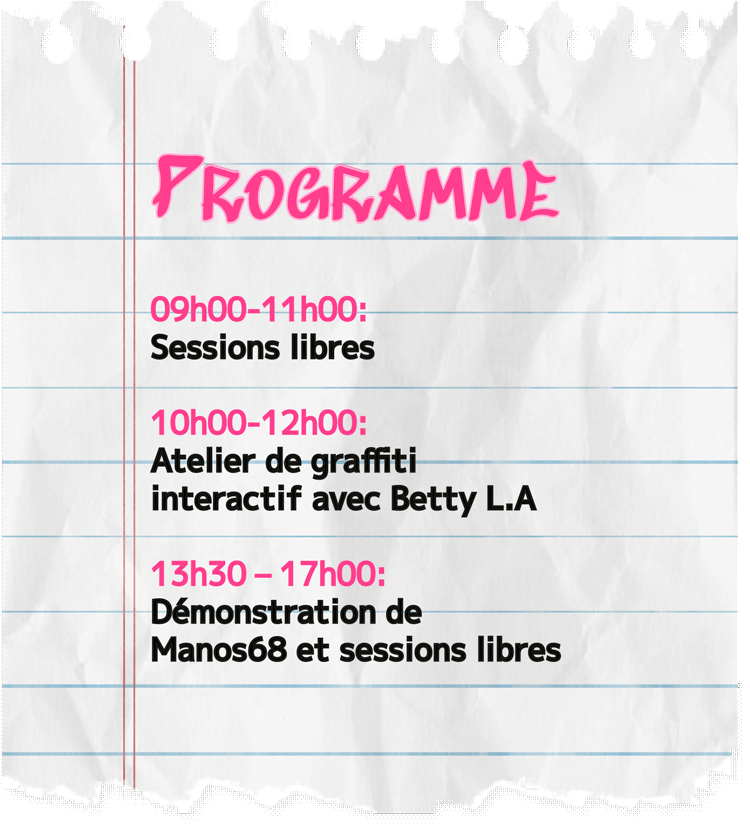 PROGRAMME
09h00-11h00:
Sessions libres
10h00-12h00:
Atelier de graffiti
interactif avec Betty L.A
13h30 – 17h00:
Démonstration de
Manos68 et sessions libres